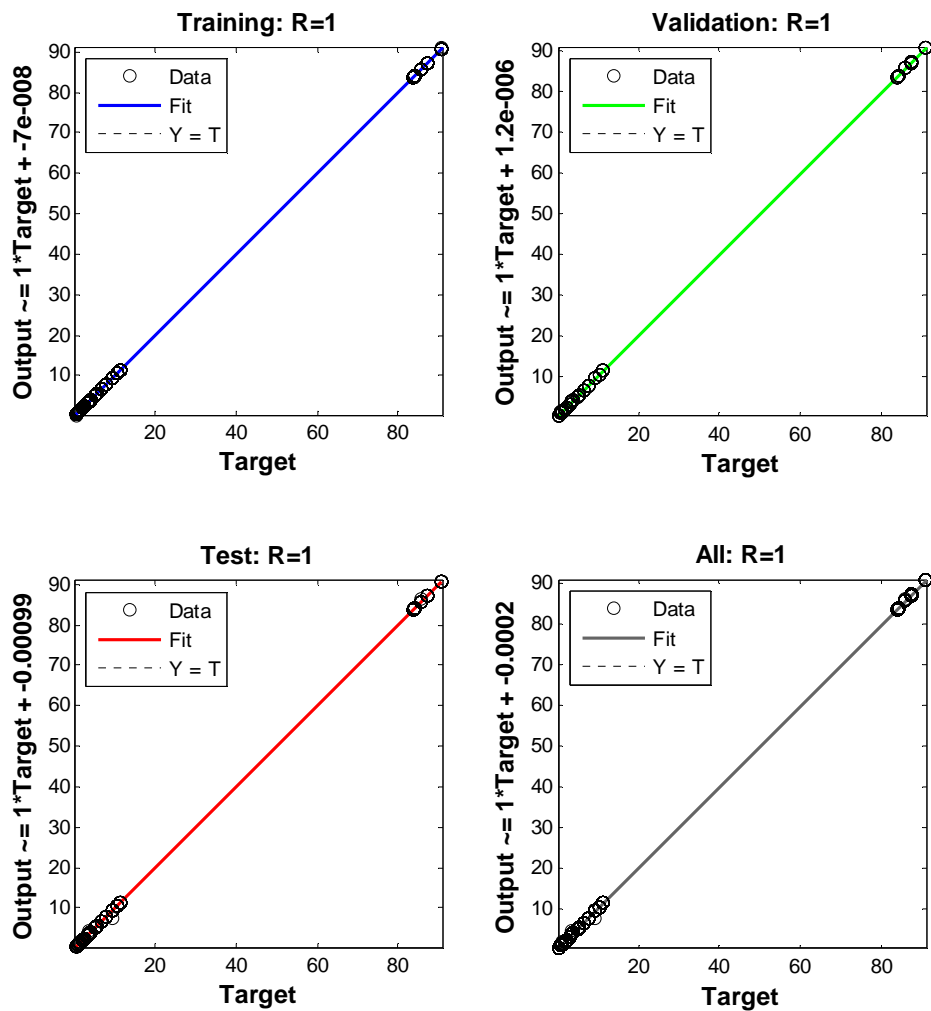 Training: R=1
Output ~= 1*Target + -7e-008
90
80
70
60
50
40
30
20
10
Data
Fit
Y = T
20
40
60
80
Target
Validation: R=1
Output ~= 1*Target + 1.2e-006
90
80
70
60
50
40
30
20
10
Data
Fit
Y = T
20
40
60
80
Target
Test: R=1
Output ~= 1*Target + -0.00099
90
80
70
60
50
40
30
20
10
Data
Fit
Y = T
20
40
60
80
Target
All: R=1
Output ~= 1*Target + -0.0002
90
80
70
60
50
40
30
20
10
Data
Fit
Y = T
20
40
60
80
Target